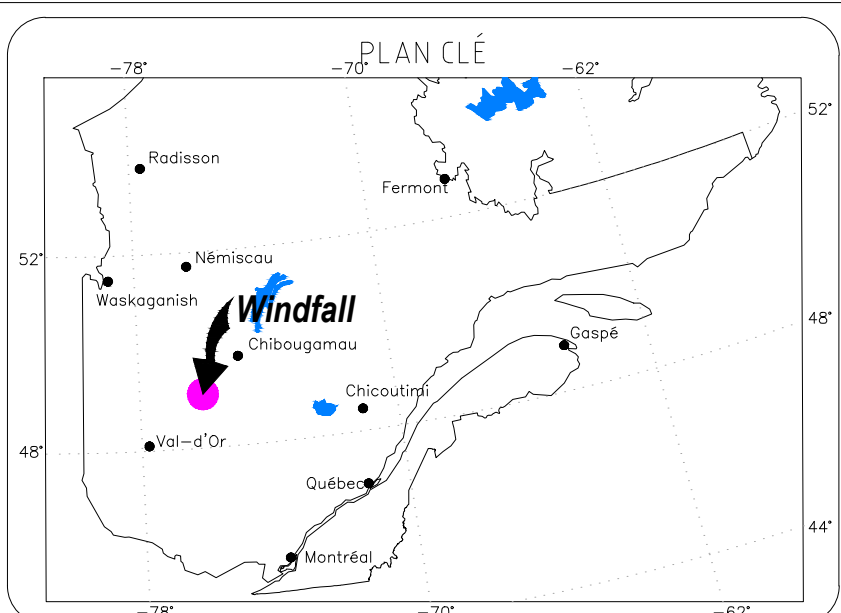 PLAN CLÉ
-78° -70° -62°
52°
Radisson
Fermont
52° Némiscau
Waskaganish
Windfall
48°
Gaspé
Chibougamau
Chicoutimi
Val-d'Or
48°
Québec
44°
Montréal
-78° -70° -62°